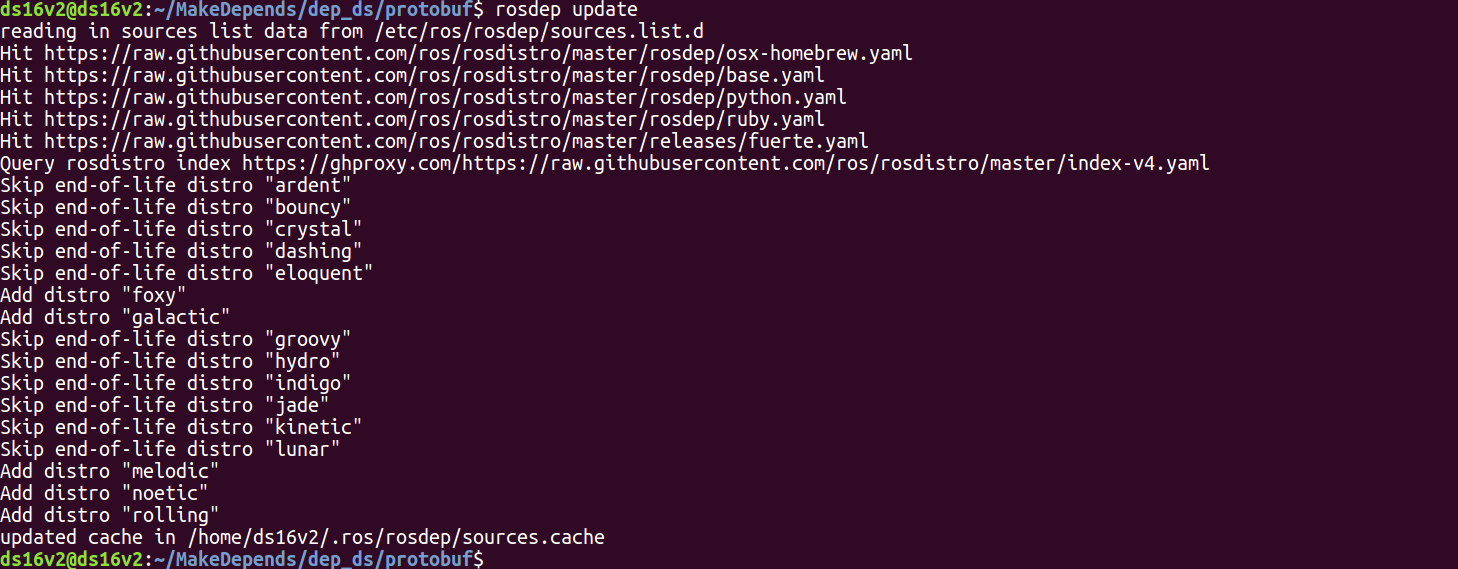 ds16v2@ds16v2:~/MakeDepends/dep_ds/protobuf$ rosdep update
reading in sources list data from /etc/ros/rosdep/sources.list.d
Hit https://raw.githubusercontent.com/ros/rosdistro/master/rosdep/osx-homebrew.yaml
Hit https://raw.githubusercontent.com/ros/rosdistro/master/rosdep/base.yaml
Hit https://raw.githubusercontent.com/ros/rosdistro/master/rosdep/python.yaml
Hit https://raw.githubusercontent.com/ros/rosdistro/master/rosdep/ruby.yaml
Hit https://raw.githubusercontent.com/ros/rosdistro/master/releases/fuerte.yaml
Query rosdistro index https://ghproxy.com/https://raw.githubusercontent.com/ros/rosdistro/master/index-v4.yaml
Skip end-of-life distro "ardent"
Skip end-of-life distro "bouncy"
Skip end-of-life distro "crystal"
Skip end-of-life distro "dashing"
Skip end-of-life distro "eloquent"
Add distro "foxy"
Add distro "galactic"
Skip end-of-life distro "groovy"
Skip end-of-life distro "hydro"
Skip end-of-life distro "indigo"
Skip end-of-life distro "jade"
Skip end-of-life distro "kinetic"
Skip end-of-life distro "lunar"
Add distro "melodic"
Add distro "noetic"
Add distro "rolling"
updated cache in /home/ds16v2/.ros/rosdep/sources.cache
ds16v2@ds16v2:~/MakeDepends/dep_ds/protobuf$